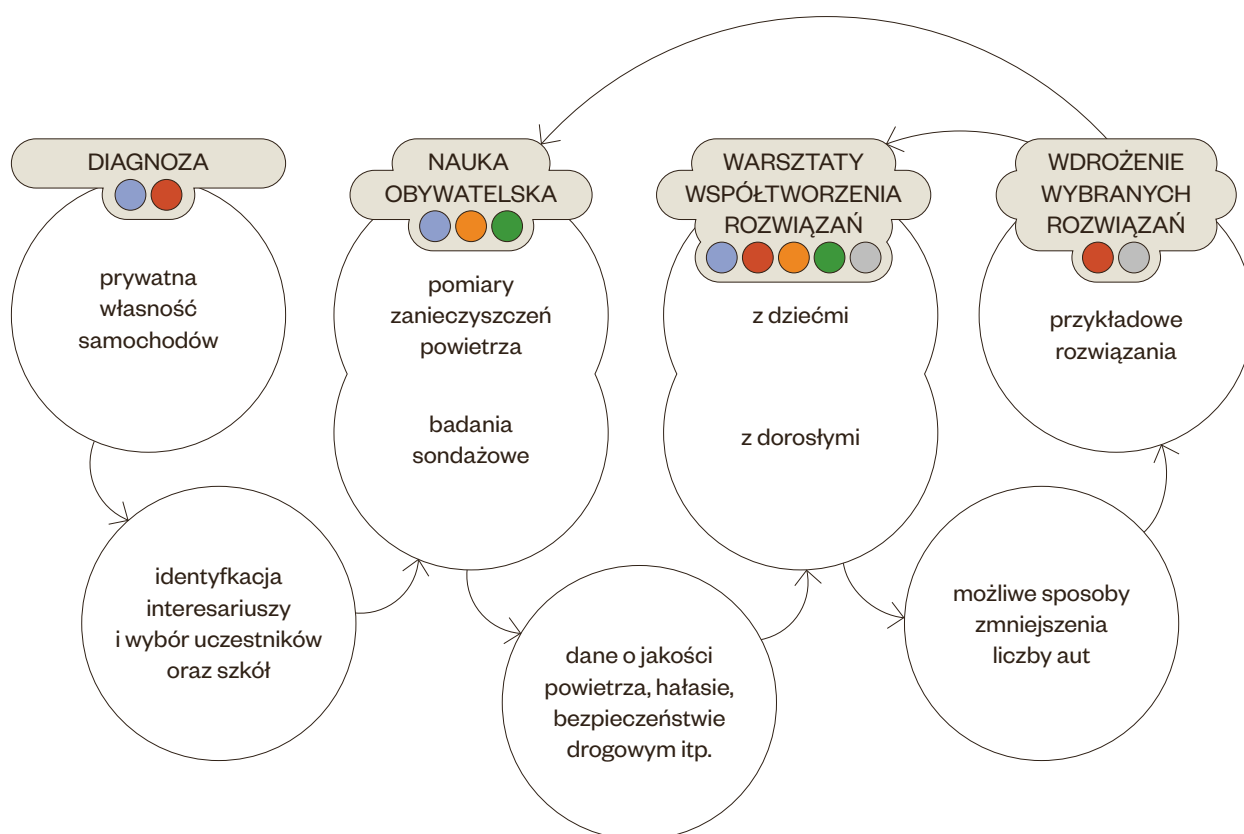 DIAGNOZA
prywatna
własność
samochodów
identyfkacja
interesariuszy
i wybór uczestników
oraz szkół
NAUKA
OBYWATELSKA
pomiary
zanieczyszczeń
powietrza
badania
sondażowe
dane o jakości
powietrza, hałasie,
bezpieczeństwie
drogowym itp.
WARSZTATY
WSPÓŁTWORZENIA
ROZWIĄZAŃ
z dziećmi
z dorosłymi
możliwe sposoby
zmniejszenia
liczby aut
WDROŻENIE
WYBRANYCH
ROZWIĄZAŃ
przykładowe
rozwiązania